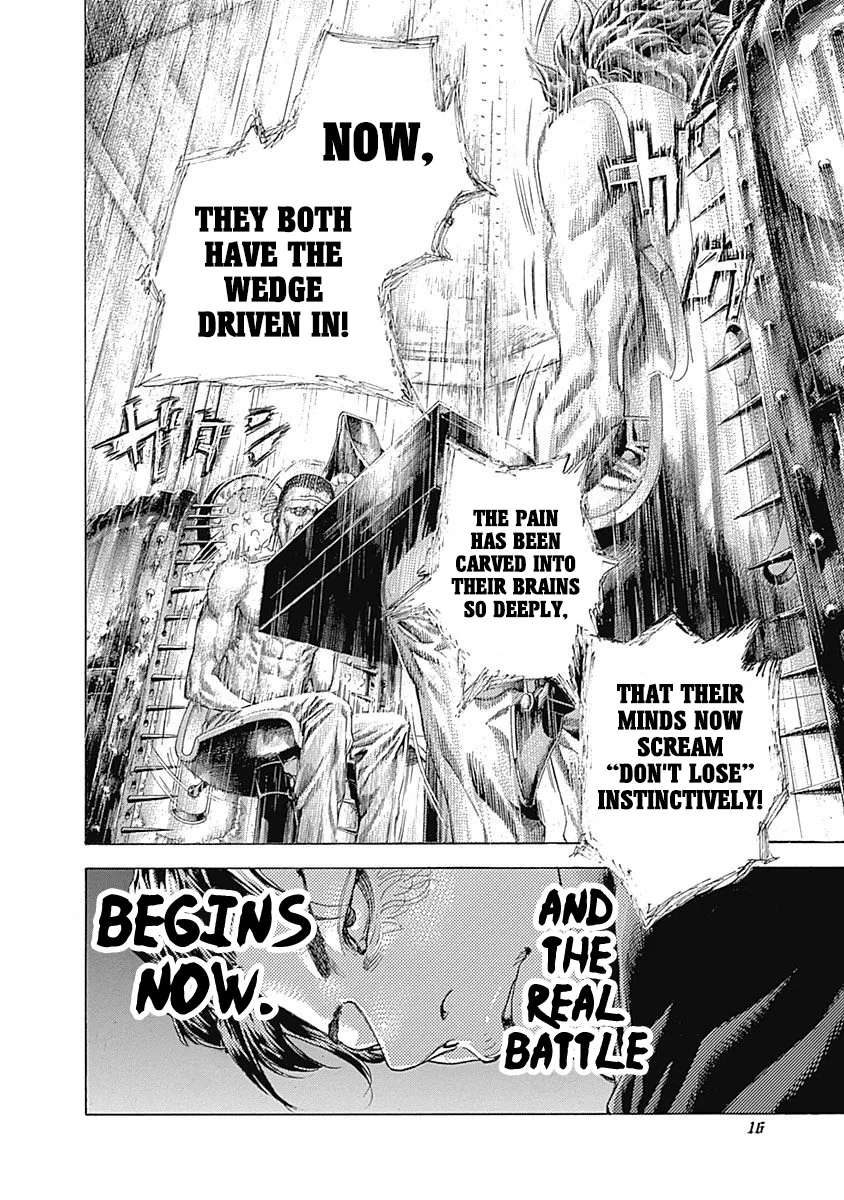 NOW,
THEY BOTH
HAVE THE
WEDGE
DRIVEN IN!
THE PAIN
HAS BEEN
CARVED INTO
THEIR BRAINS
SO DEEPLY,
THAT THEIR
MINDS NOW
SCREAM
“DON'T LOSE”
INSTINCTIVELY!
AND
THE
REAL
BATTLE
BEGINS
NOW.
16